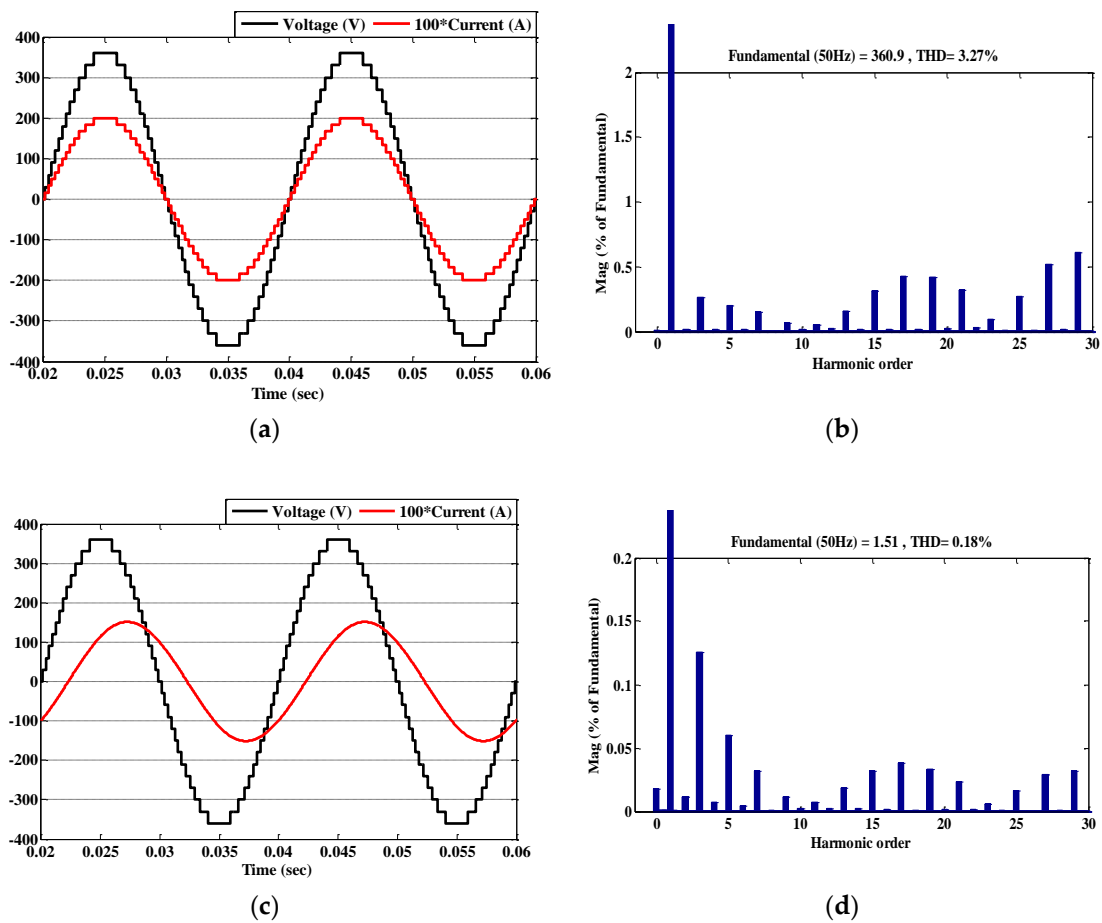 Voltage (V) 100*Current (A)
400
300
200
100
0
-100
-200
-300
-400
0.02 0.025 0.03 0.035 0.04 0.045 0.05 0.055 0.06
Time (sec)
(a)
Fundamental (50Hz) = 360.9 , THD= 3.27%
Mag (% of Fundamental)
2
1.5
1
0.5
0
0 5 10 15 20 25 30
Harmonic order
(b)
Voltage (V) 100*Current (A)
400
300
200
100
0
-100
-200
-300
-400
0.02 0.025 0.03 0.035 0.04 0.045 0.05 0.055 0.06
Time (sec)
(c)
Fundamental (50Hz) = 1.51 , THD= 0.18%
Mag (% of Fundamental)
0.2
0.15
0.1
0.05
0
0 5 10 15 20 25 30
Harmonic order
(d)